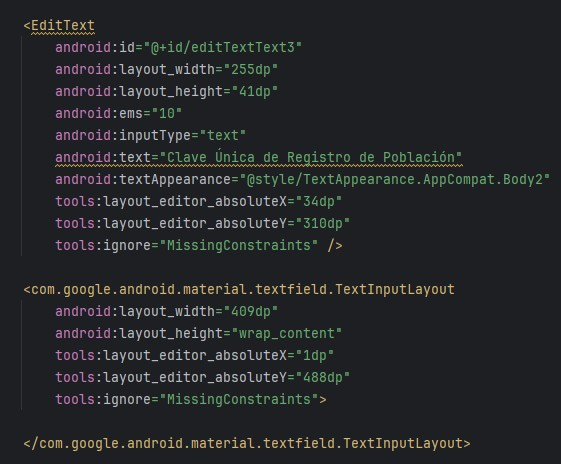 <EditText
android:id="@+id/editTextText3"
android:layout_width="255dp"
android:layout_height="41dp"
android:ems="10"
android:inputType="text"
android:text="Clave Única de Registro de Población"
android:textAppearance="@style/TextAppearance.AppCompat.Body2"
tools:layout_editor_absoluteX="34dp"
tools:layout_editor_absoluteY="310dp"
tools:ignore="MissingConstraints" />
<com.google.android.material.textfield.TextInputLayout
android:layout_width="409dp"
android:layout_height="wrap_content"
tools:layout_editor_absoluteX="1dp"
tools:layout_editor_absoluteY="488dp"
tools:ignore="MissingConstraints">
</com.google.android.material.textfield.TextInputLayout>